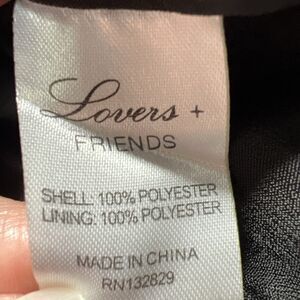 Lovers +
FRIENDS
SHELL: 100% POLYESTER
LINING: 100% POLYESTER
MADE IN CHINA
RN132829